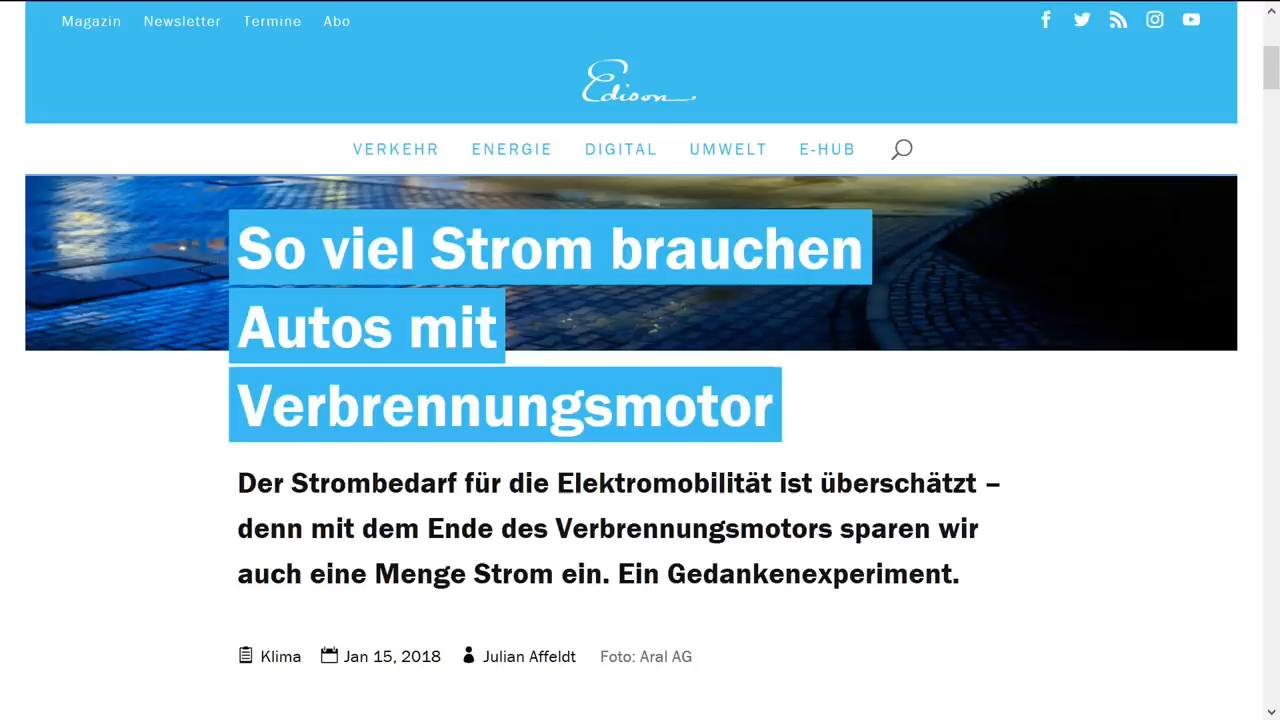 Magazin Newsletter Termine Abo
Edison
VERKEHR ENERGIE DIGITAL UMWELT E-HUB
So viel Strom brauchen
Autos mit
Verbrennungsmotor
Der Strombedarf für die Elektromobilität ist überschätzt –
denn mit dem Ende des Verbrennungsmotors sparen wir
auch eine Menge Strom ein. Ein Gedankenexperiment.
Klima Jan 15, 2018 Julian Affeldt Foto: Aral AG